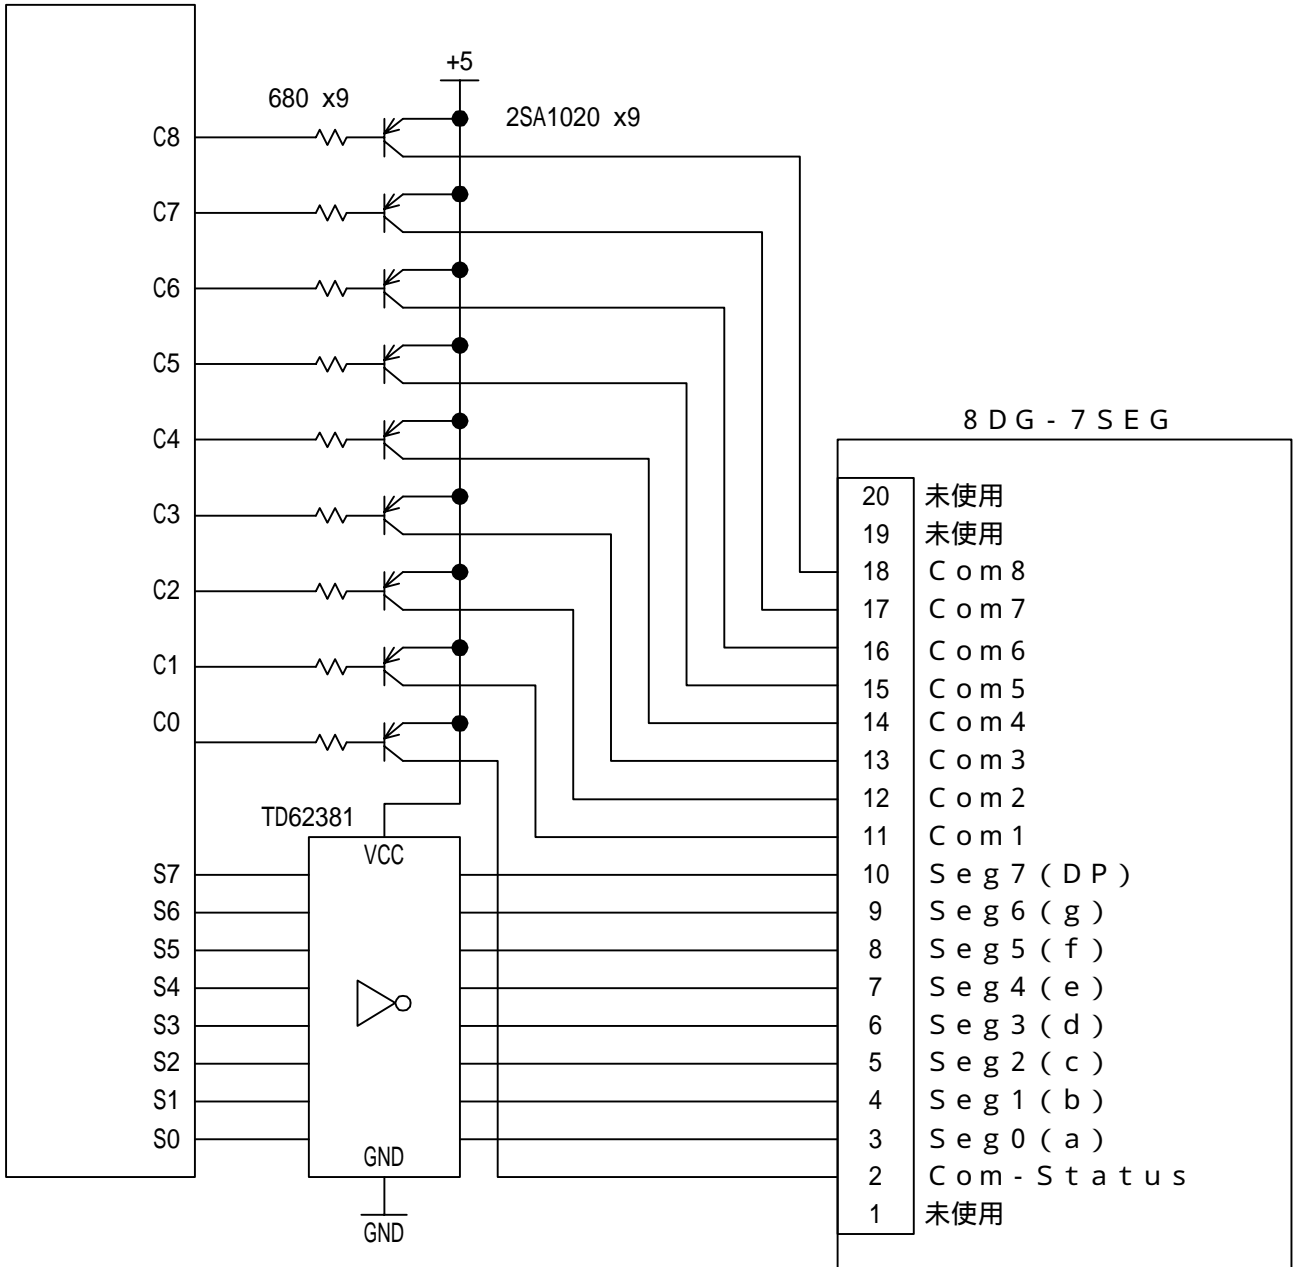 +5
680 x9
2SA1020 x9
C8
C7
C6
C5
C4
C3
C2
C1
C0
TD62381
VCC
S7
S6
S5
S4
S3
S2
S1
S0
GND
GND
8DG-7SEG
20 未使用
19 未使用
18 Com8
17 Com7
16 Com6
15 Com5
14 Com4
13 Com3
12 Com2
11 Com1
10 Seg7(DP)
9 Seg6(g)
8 Seg5(f)
7 Seg4(e)
6 Seg3(d)
5 Seg2(c)
4 Seg1(b)
3 Seg0(a)
2 Com-Status
1 未使用